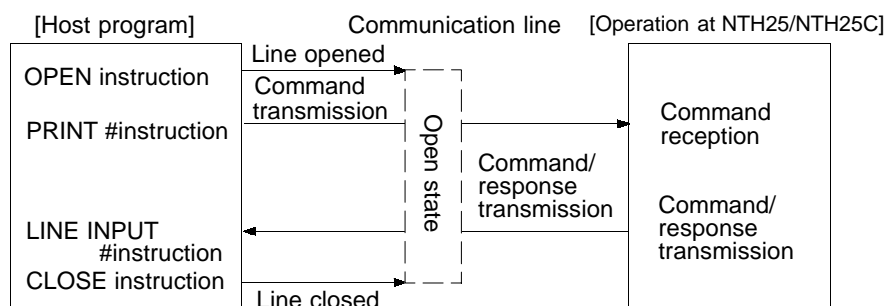 [Host program]
Communication line
[Operation at NTH25/NTH25C]
OPEN instruction
Line opened
Command
transmission
PRINT #instruction
Open state
Command
reception
Command/
response
transmission
LINE INPUT
#instruction
Command/
response
transmission
CLOSE instruction
Line closed